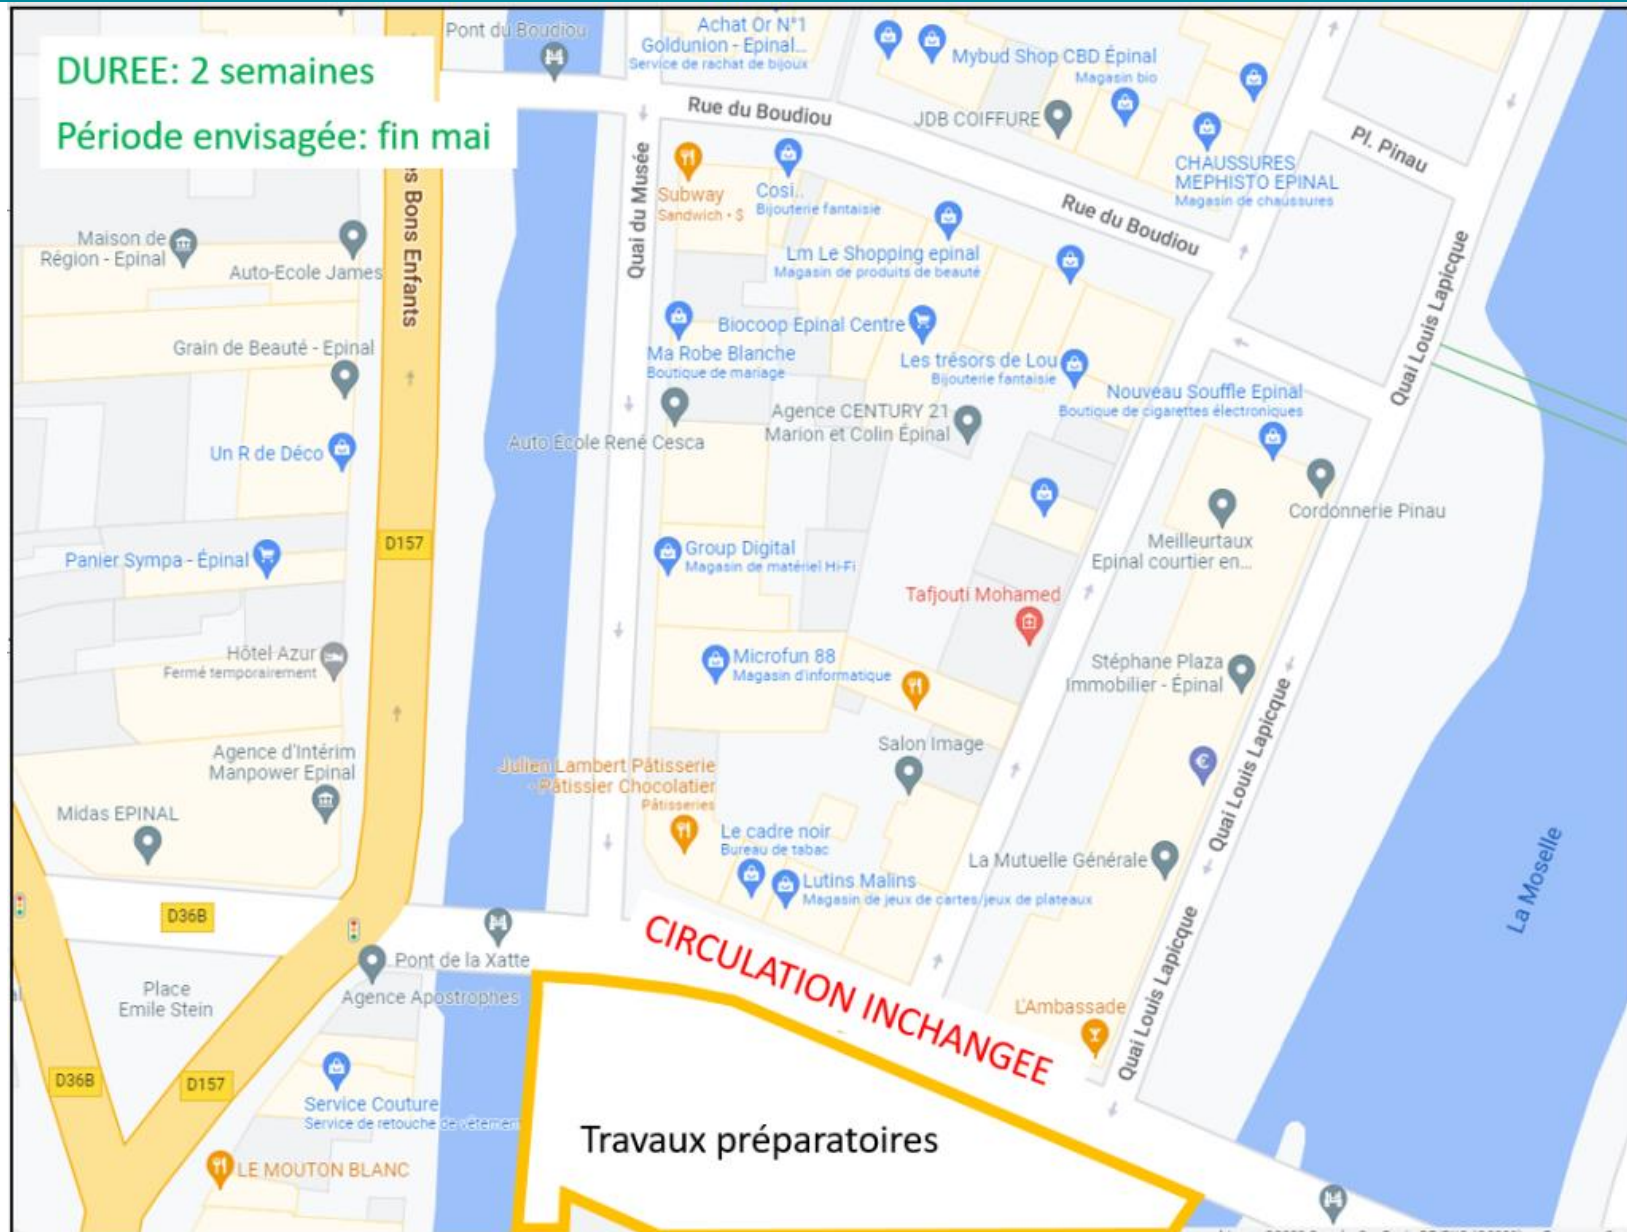 DUREE: 2 semaines
Période envisagée: fin mai
Pont du Boudiou
Achat Or N°1
Goldunion - Epinal...
Service de rachat de bijoux
Mybud Shop CBD Épinal
Magasin bio
JDB COIFFURE
Rue du Boudiou
Pl. Pinau
CHAUSSURES
MEPHISTO EPINAL
Magasin de chaussures
Quai du Musée
Subway
Sandwich • $
Cosi..
Bijouterie fantaisie
Rue du Boudiou
es Bons Enfants
Maison de
Région - Epinal
Auto-Ecole James
Lm Le Shopping epinal
Magasin de produits de beauté
Quai Louis Lapicque
Biocoop Epinal Centre
Grain de Beauté - Epinal
Ma Robe Blanche
Boutique de mariage
Les trésors de Lou
Bijouterie fantaisie
Nouveau Souffle Epinal
Boutique de cigarettes électroniques
Agence CENTURY 21
Marion et Colin Épinal
Auto École René Cesca
Un R de Déco
Cordonnerie Pinau
Meilleurtaux
Epinal courtier en...
D157
Panier Sympa - Épinal
Group Digital
Magasin de matériel Hi-Fi
Tafjouti Mohamed
Hôtel Azur
Fermé temporairement
Microfun 88
Magasin d'informatique
Stéphane Plaza
Immobilier - Épinal
Salon Image
Agence d'Intérim
Manpower Epinal
Julien Lambert Pâtisserie
- Pâtissier Chocolatier
Pâtisseries
Quai Louis Lapicque
Midas EPINAL
Le cadre noir
Bureau de tabac
La Mutuelle Générale
Lutins Malins
Magasin de jeux de cartes/jeux de plateaux
La Moselle
D36B
CIRCULATION INCHANGEE
Pont de la Xatte
Agence Apostrophes
Place
Emile Stein
L'Ambassade
Quai Louis Lapicque
D36B
D157
Service Couture
Service de retouche de vêtemen
Travaux préparatoires
LE MOUTON BLANC